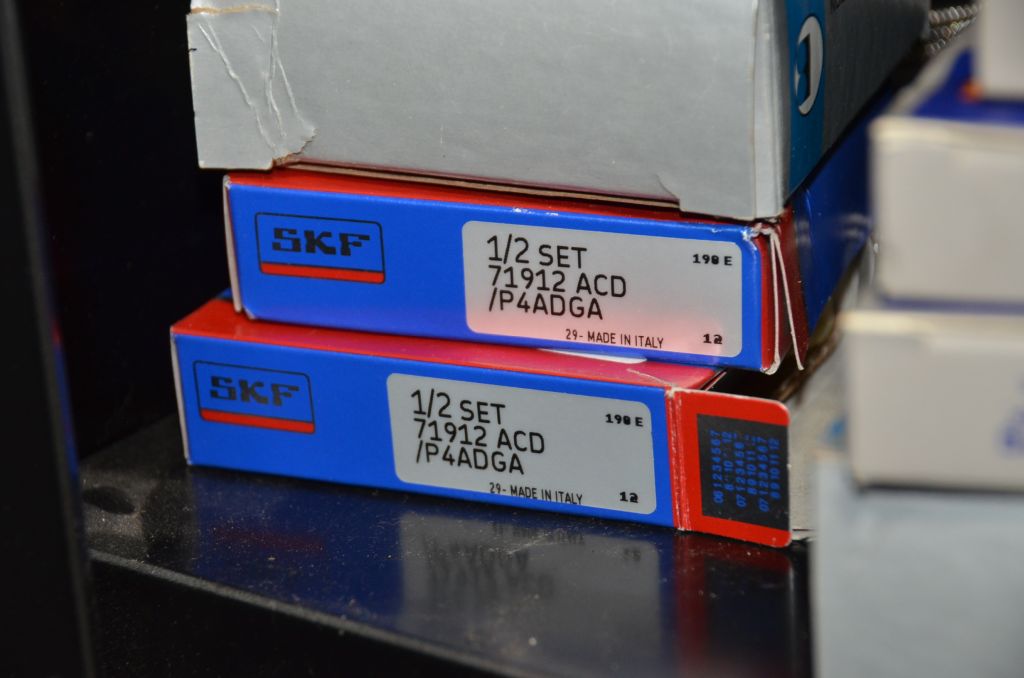 SKF
1/2 SET
198 E
71912 ACD
/P4ADGA
29- MADE IN ITALY
12
SKF
1/2 SET
198 E
71912 ACD
/P4ADGA
29- MADE IN ITALY
12